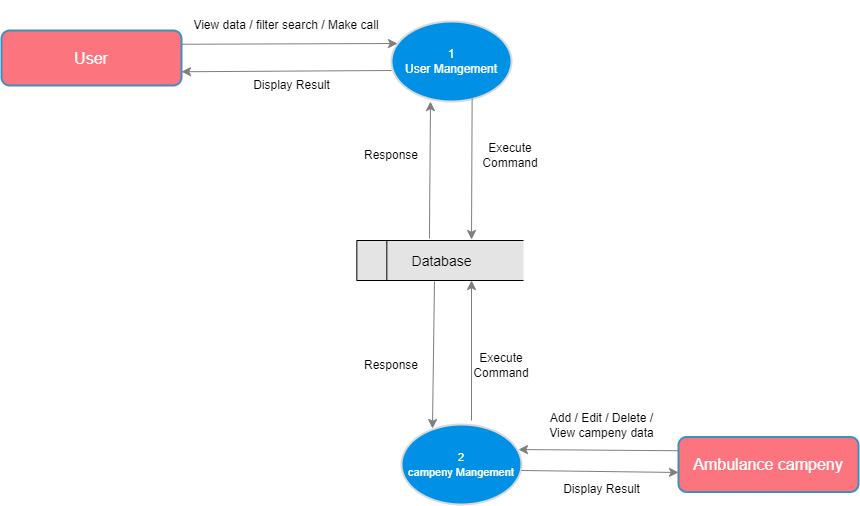 View data / filter search / Make call
User
1
User Mangement
Display Result
Response
Execute
Command
Database
Response
Execute
Command
Add / Edit / Delete /
View campeny data
2
campeny Mangement
Ambulance campeny
Display Result